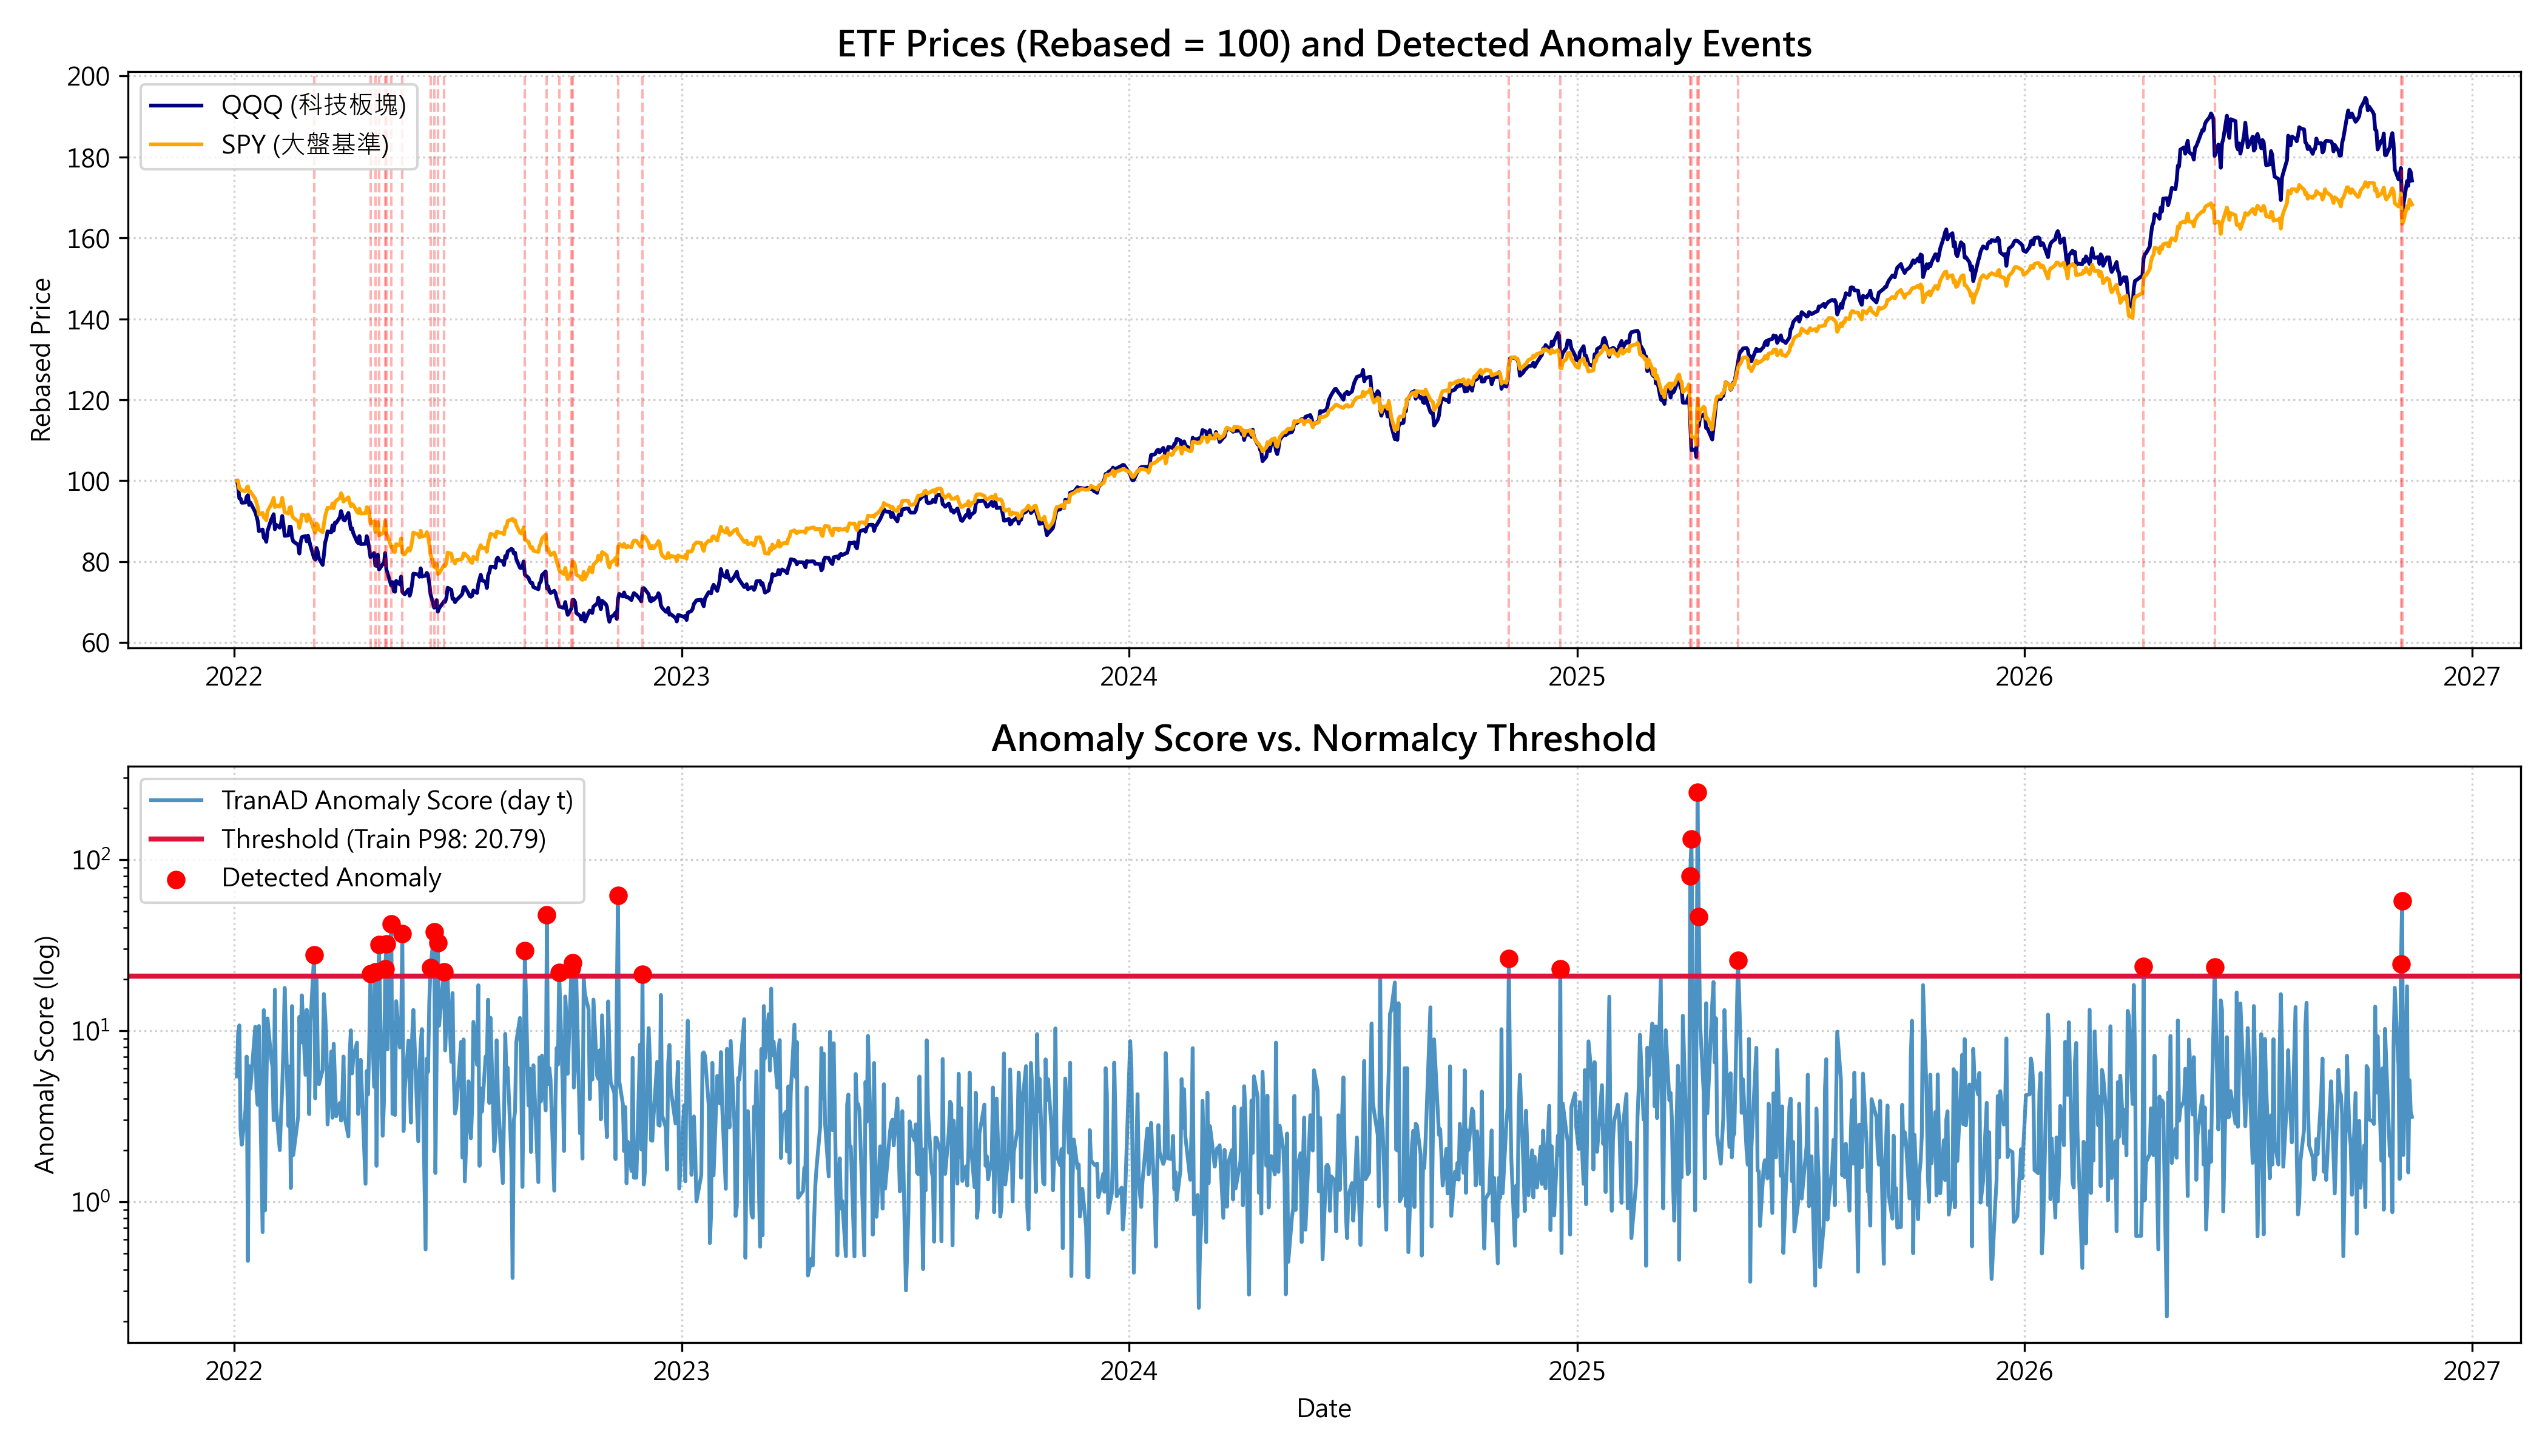 ETF Prices (Rebased = 100) and Detected Anomaly Events
Rebased Price
200
180
160
140
120
100
80
60
QQQ (科技板塊)
SPY (大盤基準)
2022
2023
2024
2025
2026
2027
Anomaly Score vs. Normalcy Threshold
Anomaly Score (log)
10²
10¹
10⁰
TranAD Anomaly Score (day t)
Threshold (Train P98: 20.79)
Detected Anomaly
2022
2023
2024
2025
2026
2027
Date